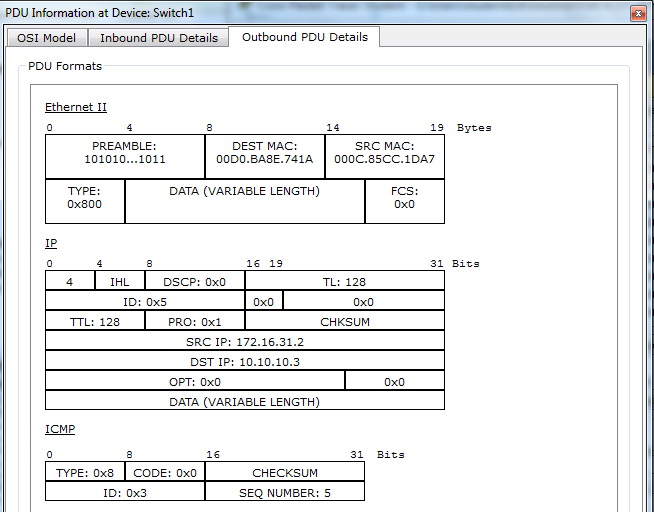 PDU Information at Device: Switch1
OSI Model Inbound PDU Details Outbound PDU Details
PDU Formats
Ethernet II
0 4 8 14 19 Bytes
PREAMBLE: DEST MAC: SRC MAC:
101010...1011 00D0.BA8E.741A 000C.85CC.1DA7
TYPE: DATA (VARIABLE LENGTH) FCS:
0x800 0x0
IP
0 4 8 16 19 31 Bits
4 IHL DSCP: 0x0 TL: 128
ID: 0x5 0x0 0x0
TTL: 128 PRO: 0x1 CHKSUM
SRC IP: 172.16.31.2
DST IP: 10.10.10.3
OPT: 0x0 0x0
DATA (VARIABLE LENGTH)
ICMP
0 8 16 31 Bits
TYPE: 0x8 CODE: 0x0 CHECKSUM
ID: 0x3 SEQ NUMBER: 5